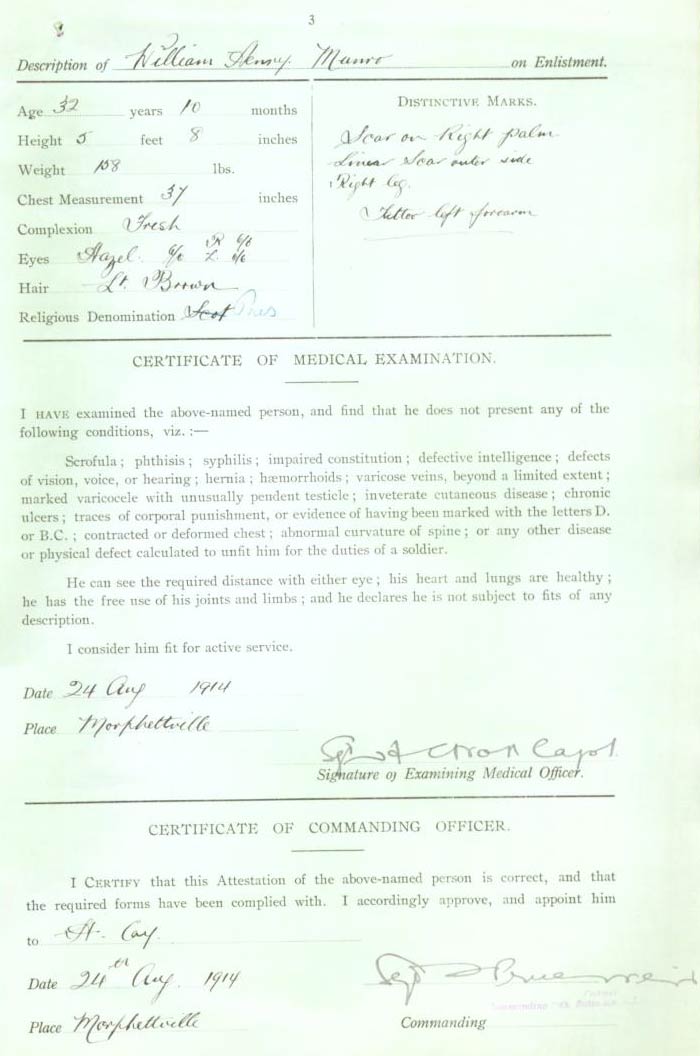 3
Description of William Henry Munro on Enlistment.
Age 32 years 10 months
Height 5 feet 8 inches
Weight 158 lbs.
Chest Measurement 37 inches
Complexion Fresh
Eyes Hazel 6/6 R 6/6 L 6/6
Hair Lt. Brown
Religious Denomination Scot Pres
DISTINCTIVE MARKS.
Scar on Right palm
Linear Scar outer side
Right leg.
left forearm
CERTIFICATE OF MEDICAL EXAMINATION.
I HAVE examined the above-named person, and find that he does not present any of the
following conditions, viz. :—
Scrofula ; phthisis ; syphilis ; impaired constitution ; defective intelligence ; defects
of vision, voice, or hearing ; hernia ; hæmorrhoids ; varicose veins, beyond a limited extent ;
marked varicocele with unusually pendent testicle ; inveterate cutaneous disease ; chronic
ulcers ; traces of corporal punishment, or evidence of having been marked with the letters D.
or B.C. ; contracted or deformed chest ; abnormal curvature of spine ; or any other disease
or physical defect calculated to unfit him for the duties of a soldier.
He can see the required distance with either eye ; his heart and lungs are healthy ;
he has the free use of his joints and limbs ; and he declares he is not subject to fits of any
description.
I consider him fit for active service.
Date 24 Aug 1914
Place Morphettville
Sgd Capt.
Signature of Examining Medical Officer.
CERTIFICATE OF COMMANDING OFFICER.
I CERTIFY that this Attestation of the above-named person is correct, and that
the required forms have been complied with. I accordingly approve, and appoint him
to
Date 24th Aug. 1914
Sgd
Place Morphettville
Commanding